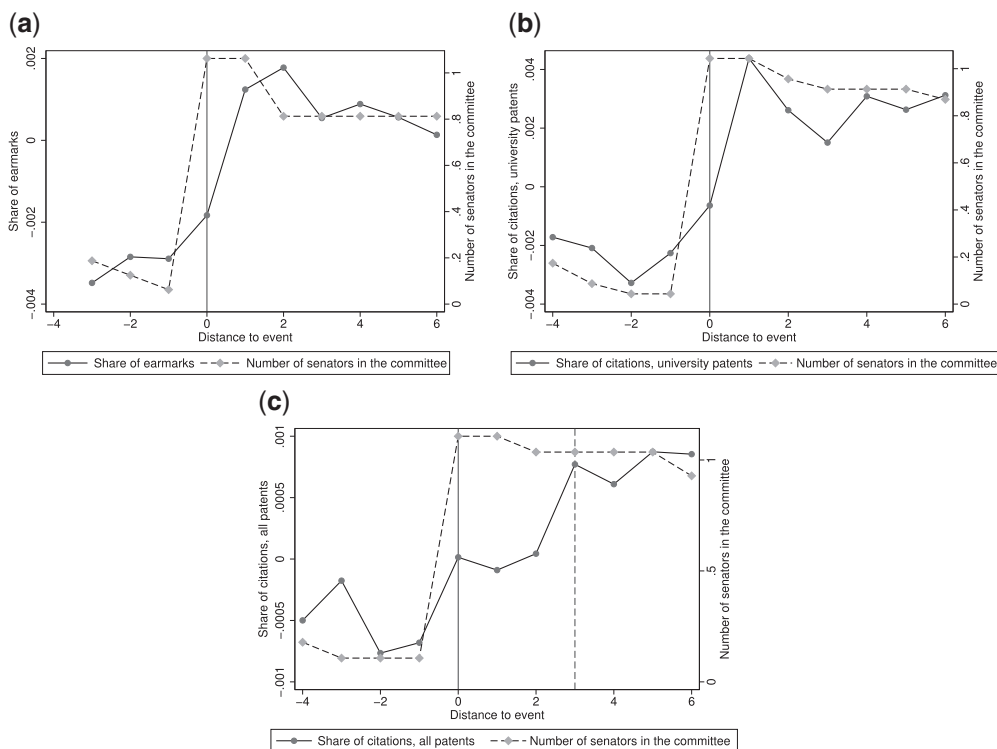 (a)
.002
0
-.002
-.004
Share of earmarks
1
.8
.6
.4
.2
0
Number of senators in the committee
-4 -2 0 2 4 6
Distance to event
Share of earmarks Number of senators in the committee
(b)
.004
.002
0
-.002
-.004
Share of citations, university patents
1
.8
.6
.4
.2
0
Number of senators in the committee
-4 -2 0 2 4 6
Distance to event
Share of citations, university patents Number of senators in the committee
(c)
.001
.0005
0
-.0005
-.001
Share of citations, all patents
1
.5
0
Number of senators in the committee
-4 -2 0 2 4 6
Distance to event
Share of citations, all patents Number of senators in the committee